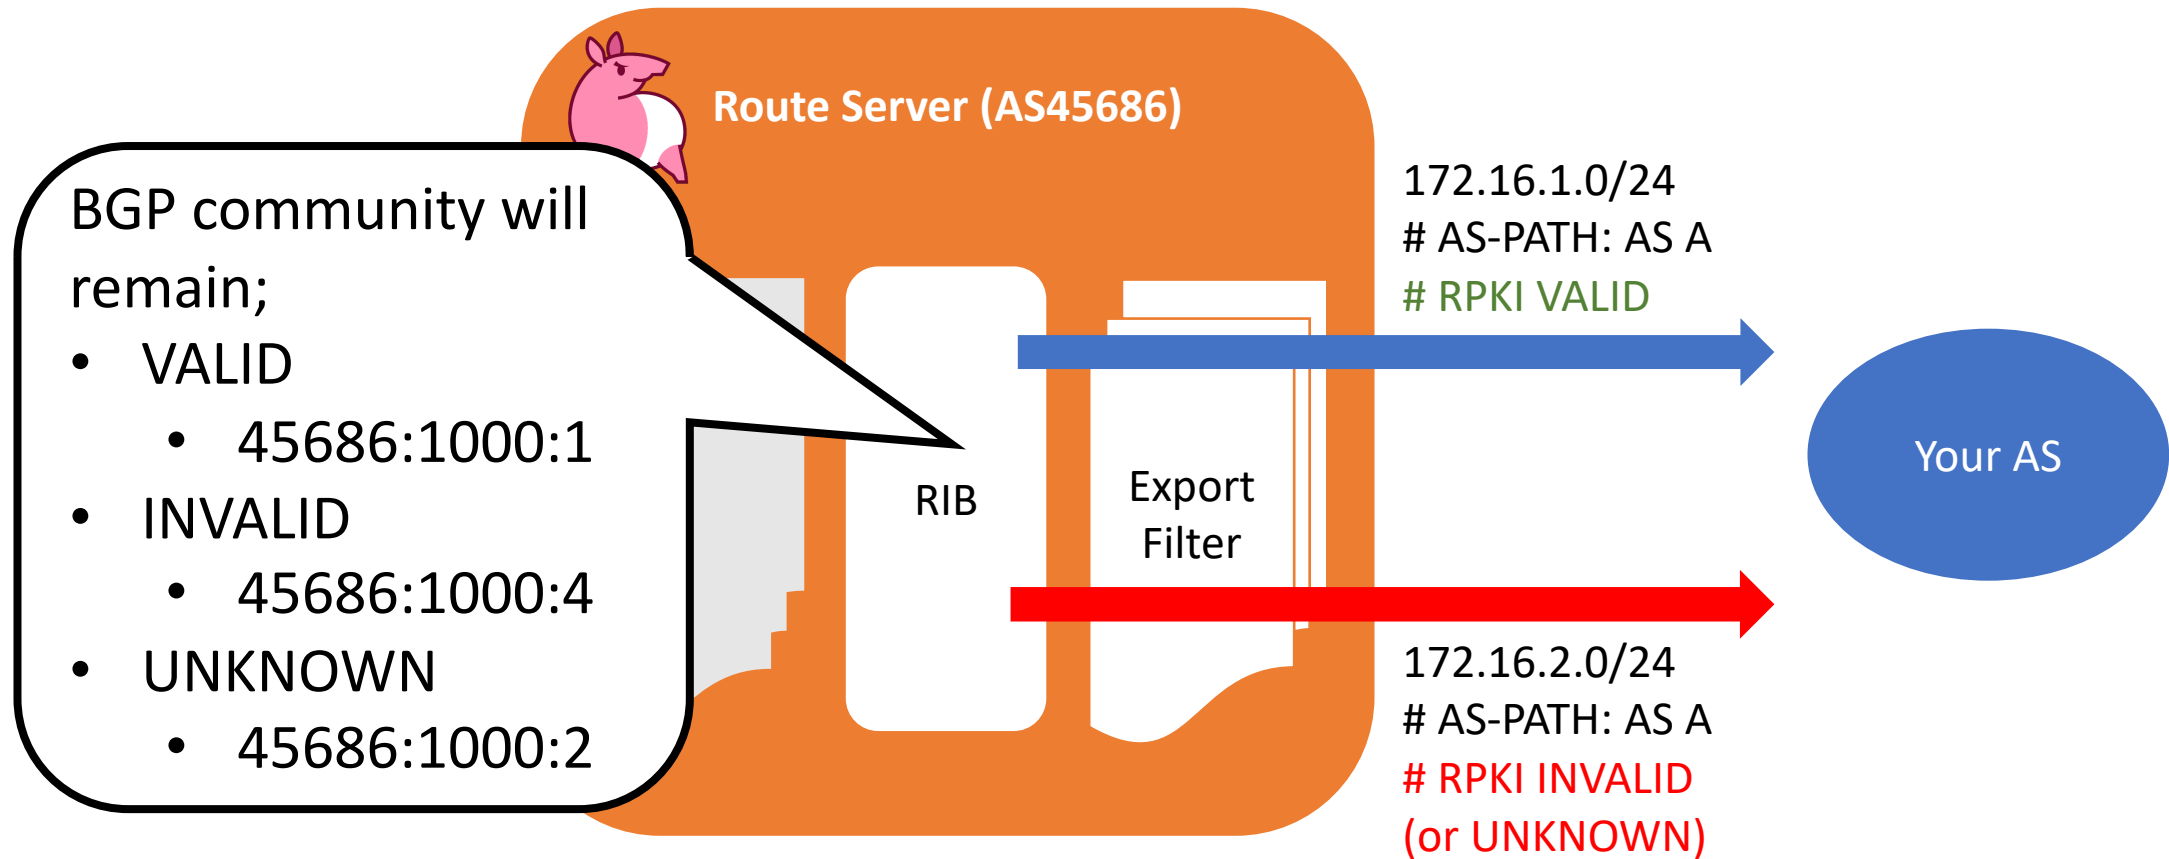 Route Server (AS45686)
BGP community will
remain;
• VALID
• 45686:1000:1
• INVALID
• 45686:1000:4
• UNKNOWN
• 45686:1000:2
RIB
Export
Filter
172.16.1.0/24
# AS-PATH: AS A
# RPKI VALID
Your AS
172.16.2.0/24
# AS-PATH: AS A
# RPKI INVALID
(or UNKNOWN)